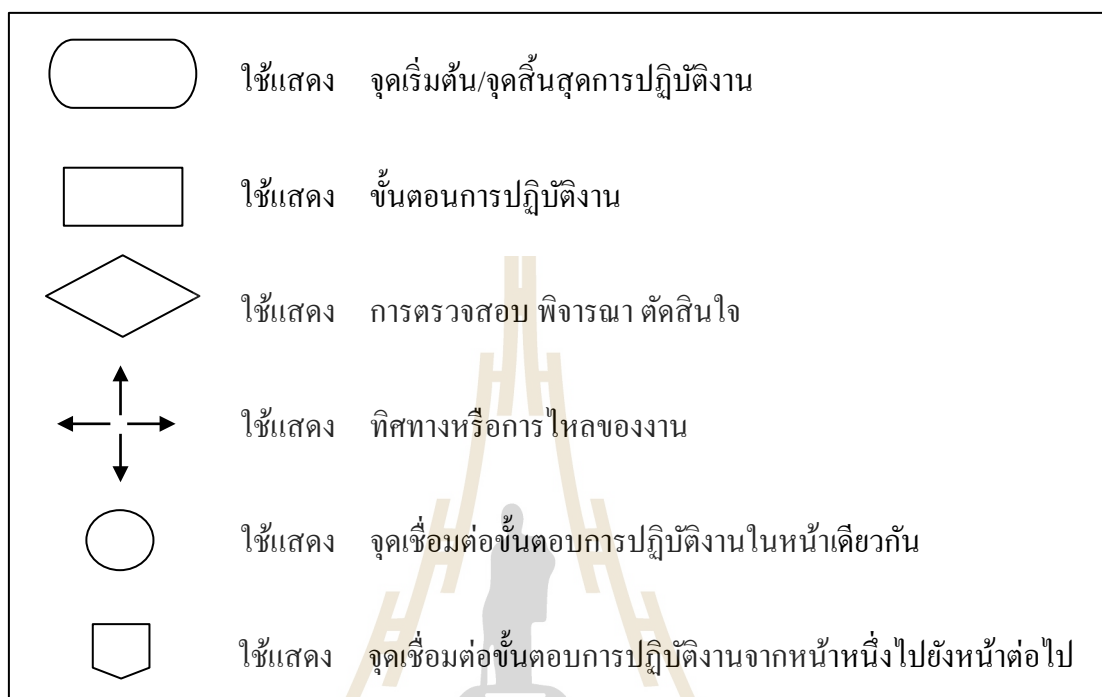 ใช้แสดง จุดเริ่มต้น/จุดสิ้นสุดการปฏิบัติงาน
ใช้แสดง ขั้นตอนการปฏิบัติงาน
ใช้แสดง การตรวจสอบ พิจารณา ตัดสินใจ
ใช้แสดง ทิศทางหรือการไหลของงาน
ใช้แสดง จุดเชื่อมต่อขั้นตอบการปฏิบัติงานในหน้าเดียวกัน
ใช้แสดง จุดเชื่อมต่อขั้นตอบการปฏิบัติงานจากหน้าหนึ่งไปยังหน้าต่อไป